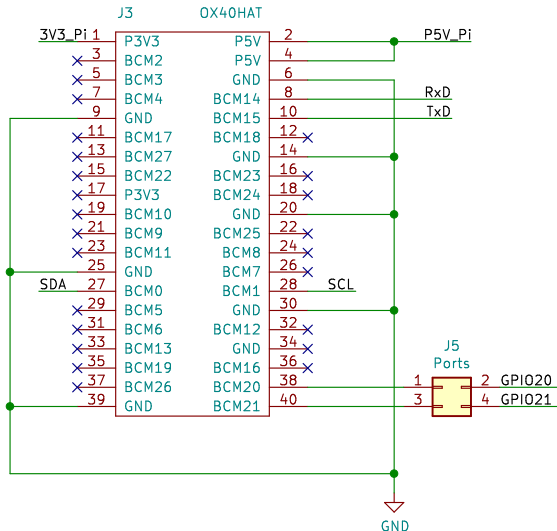 J3 OX40HAT
3V3_Pi 1 P3V3 P5V 2 P5V_Pi
3 BCM2 P5V 4
5 BCM3 GND 6
7 BCM4 BCM14 8 RxD
9 GND BCM15 10 TxD
11 BCM17 BCM18 12
13 BCM27 GND 14
15 BCM22 BCM23 16
17 P3V3 BCM24 18
19 BCM10 GND 20
21 BCM9 BCM25 22
23 BCM11 BCM8 24
25 GND BCM7 26
SDA 27 BCM0 BCM1 28 SCL
29 BCM5 GND 30
31 BCM6 BCM12 32
33 BCM13 GND 34
35 BCM19 BCM16 36
37 BCM26 BCM20 38
39 GND BCM21 40
J5
Ports
1 2 GPIO20
3 4 GPIO21
GND